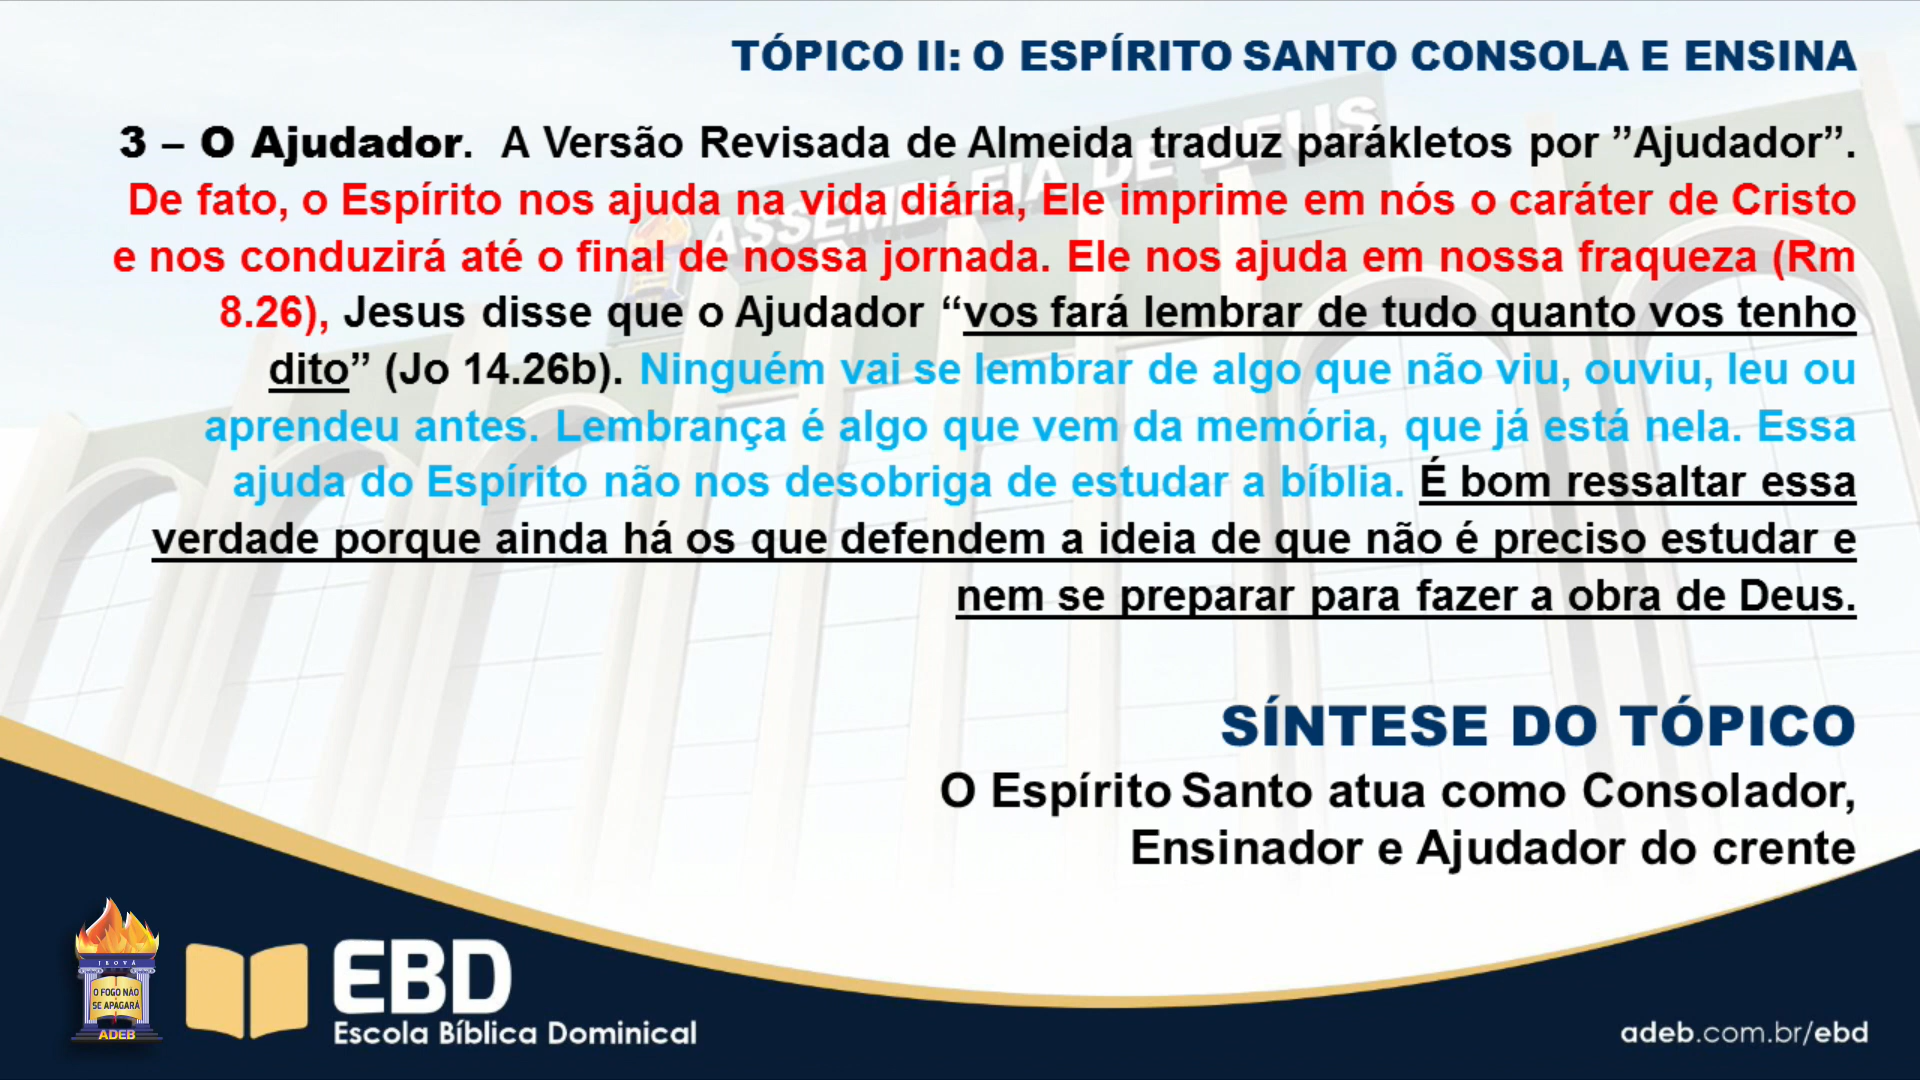 TÓPICO II: O ESPÍRITO SANTO CONSOLA E ENSINA
ASSEMBLEIA DE DEUS
3 – O Ajudador. A Versão Revisada de Almeida traduz parákletos por ”Ajudador”.
De fato, o Espírito nos ajuda na vida diária, Ele imprime em nós o caráter de Cristo
e nos conduzirá até o final de nossa jornada. Ele nos ajuda em nossa fraqueza (Rm
8.26), Jesus disse que o Ajudador “vos fará lembrar de tudo quanto vos tenho
dito” (Jo 14.26b). Ninguém vai se lembrar de algo que não viu, ouviu, leu ou
aprendeu antes. Lembrança é algo que vem da memória, que já está nela. Essa
ajuda do Espírito não nos desobriga de estudar a bíblia. É bom ressaltar essa
verdade porque ainda há os que defendem a ideia de que não é preciso estudar e
nem se preparar para fazer a obra de Deus.
SÍNTESE DO TÓPICO
O Espírito Santo atua como Consolador,
Ensinador e Ajudador do crente
JEOVÁ
O FOGO NÃO
SE APAGARÁ
ADEB
EBD
Escola Bíblica Dominical
adeb.com.br/ebd